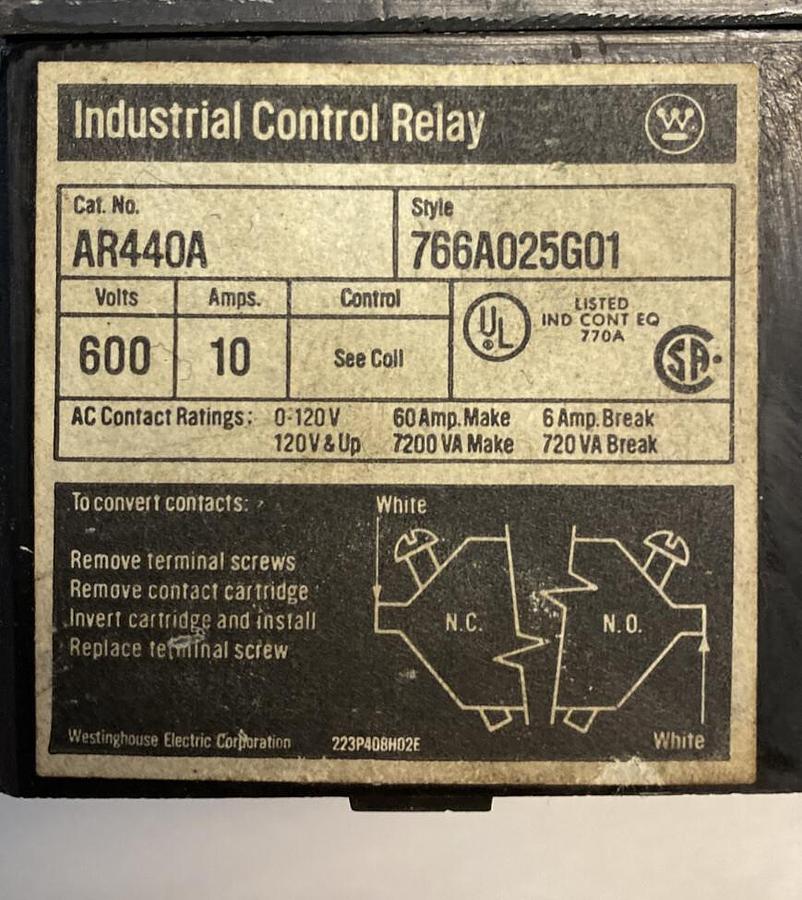 Industrial Control Relay
W
Cat. No.
AR440A
Style
766A025G01
Volts
Amps.
Control
600
10
See Coil
UL
®
LISTED
IND CONT EQ
770A
SA
AC Contact Ratings: 0-120V 60 Amp. Make 6 Amp. Break
120V & Up 7200 VA Make 720 VA Break
To convert contacts:
Remove terminal screws
Remove contact cartridge
Invert cartridge and install
Replace terminal screw
White
N.C.
N.O.
White
Westinghouse Electric Corporation
223P408H02E